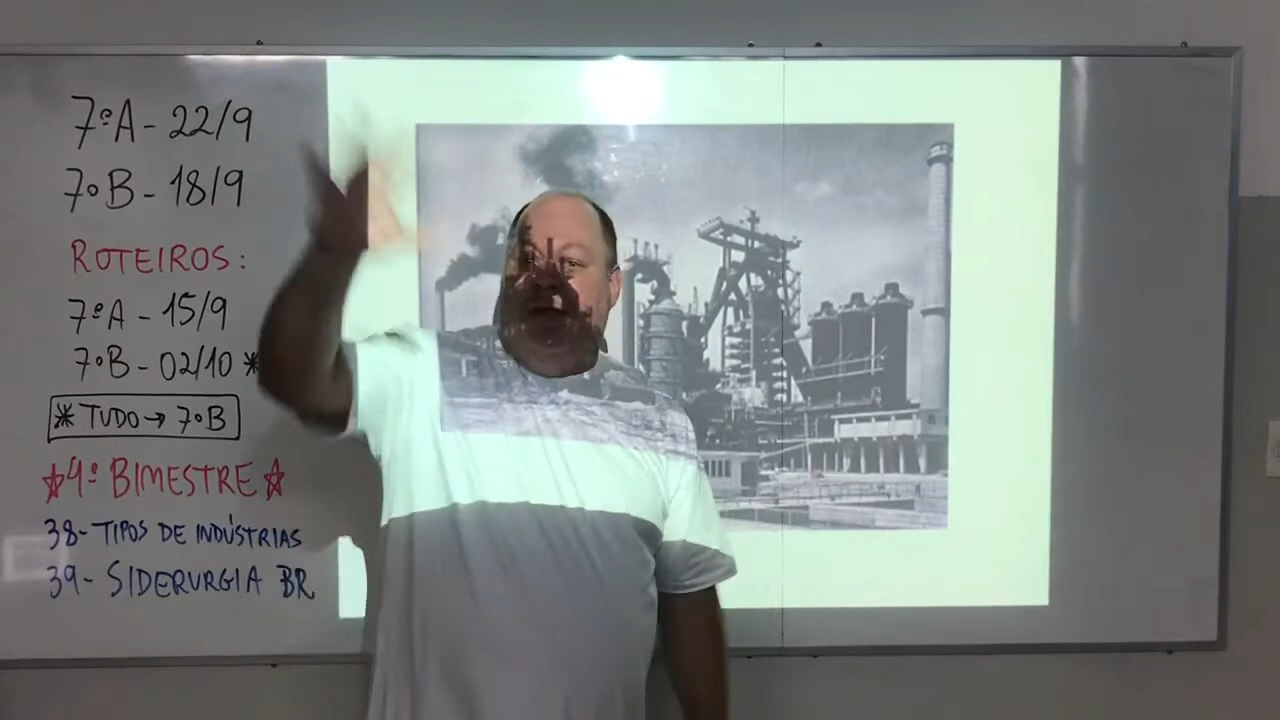 7ºA - 22/9
7ºB - 18/9
ROTEIROS:
7ºA - 15/9
7ºB - 02/10 *
* TUDO → 7ºB
☆4º BIMESTRE☆
38- TIPOS DE INDÚSTRIAS
39- SIDERURGIA BR